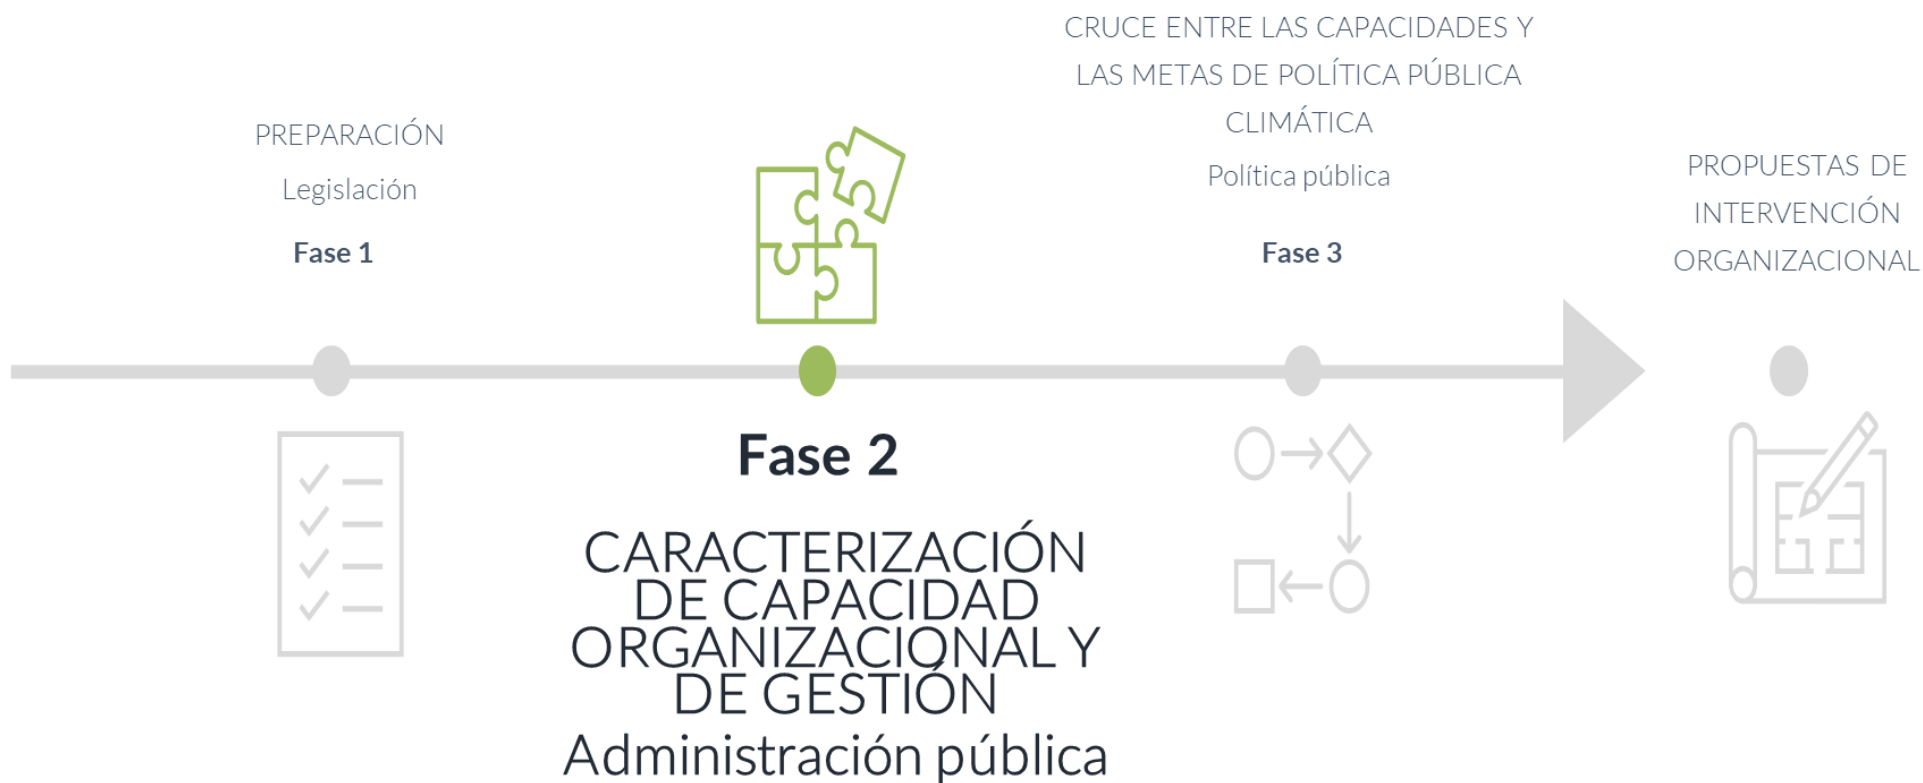 PREPARACIÓN
Legislación
Fase 1
Fase 2
CARACTERIZACIÓN
DE CAPACIDAD
ORGANIZACIONAL Y
DE GESTIÓN
Administración pública
CRUCE ENTRE LAS CAPACIDADES Y
LAS METAS DE POLÍTICA PÚBLICA
CLIMÁTICA
Política pública
Fase 3
PROPUESTAS DE
INTERVENCIÓN
ORGANIZACIONAL